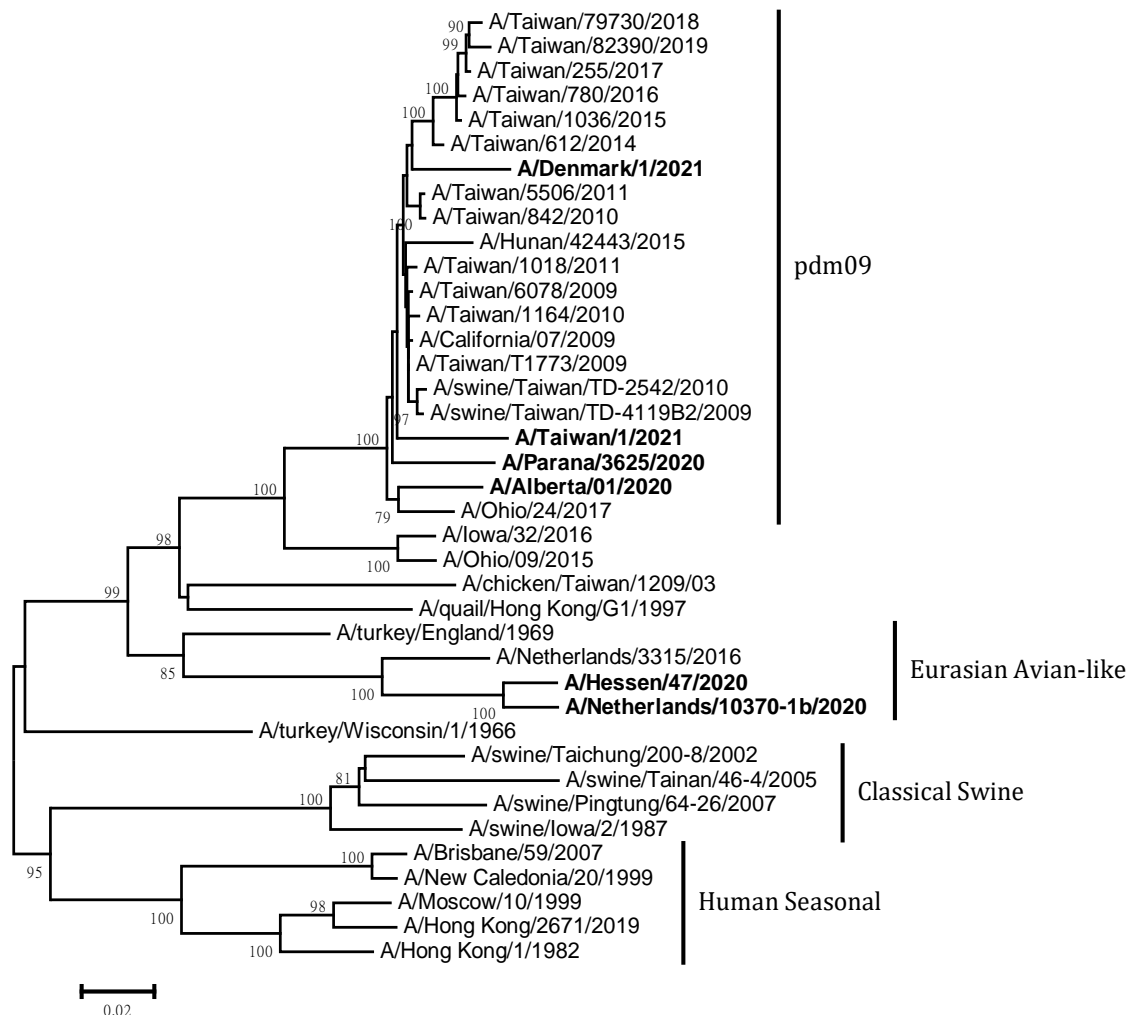 90
A/Taiwan/79730/2018
99
A/Taiwan/82390/2019
A/Taiwan/255/2017
100
A/Taiwan/780/2016
100
A/Taiwan/1036/2015
A/Taiwan/612/2014
A/Denmark/1/2021
A/Taiwan/5506/2011
A/Taiwan/842/2010
100
A/Hunan/42443/2015
A/Taiwan/1018/2011
pdm09
A/Taiwan/6078/2009
A/Taiwan/1164/2010
A/California/07/2009
A/Taiwan/T1773/2009
A/swine/Taiwan/TD-2542/2010
A/swine/Taiwan/TD-4119B2/2009
97
A/Taiwan/1/2021
100
A/Parana/3625/2020
A/Alberta/01/2020
100
A/Ohio/24/2017
79
A/Iowa/32/2016
98
A/Ohio/09/2015
100
A/chicken/Taiwan/1209/03
99
A/quail/Hong Kong/G1/1997
A/turkey/England/1969
A/Netherlands/3315/2016
85
Eurasian Avian-like
A/Hessen/47/2020
100
A/Netherlands/10370-1b/2020
100
A/turkey/Wisconsin/1/1966
A/swine/Taichung/200-8/2002
81
A/swine/Tainan/46-4/2005
Classical Swine
100
A/swine/Pingtung/64-26/2007
A/swine/Iowa/2/1987
A/Brisbane/59/2007
100
95
A/New Caledonia/20/1999
A/Moscow/10/1999
Human Seasonal
98
100
A/Hong Kong/2671/2019
100
A/Hong Kong/1/1982
0.02